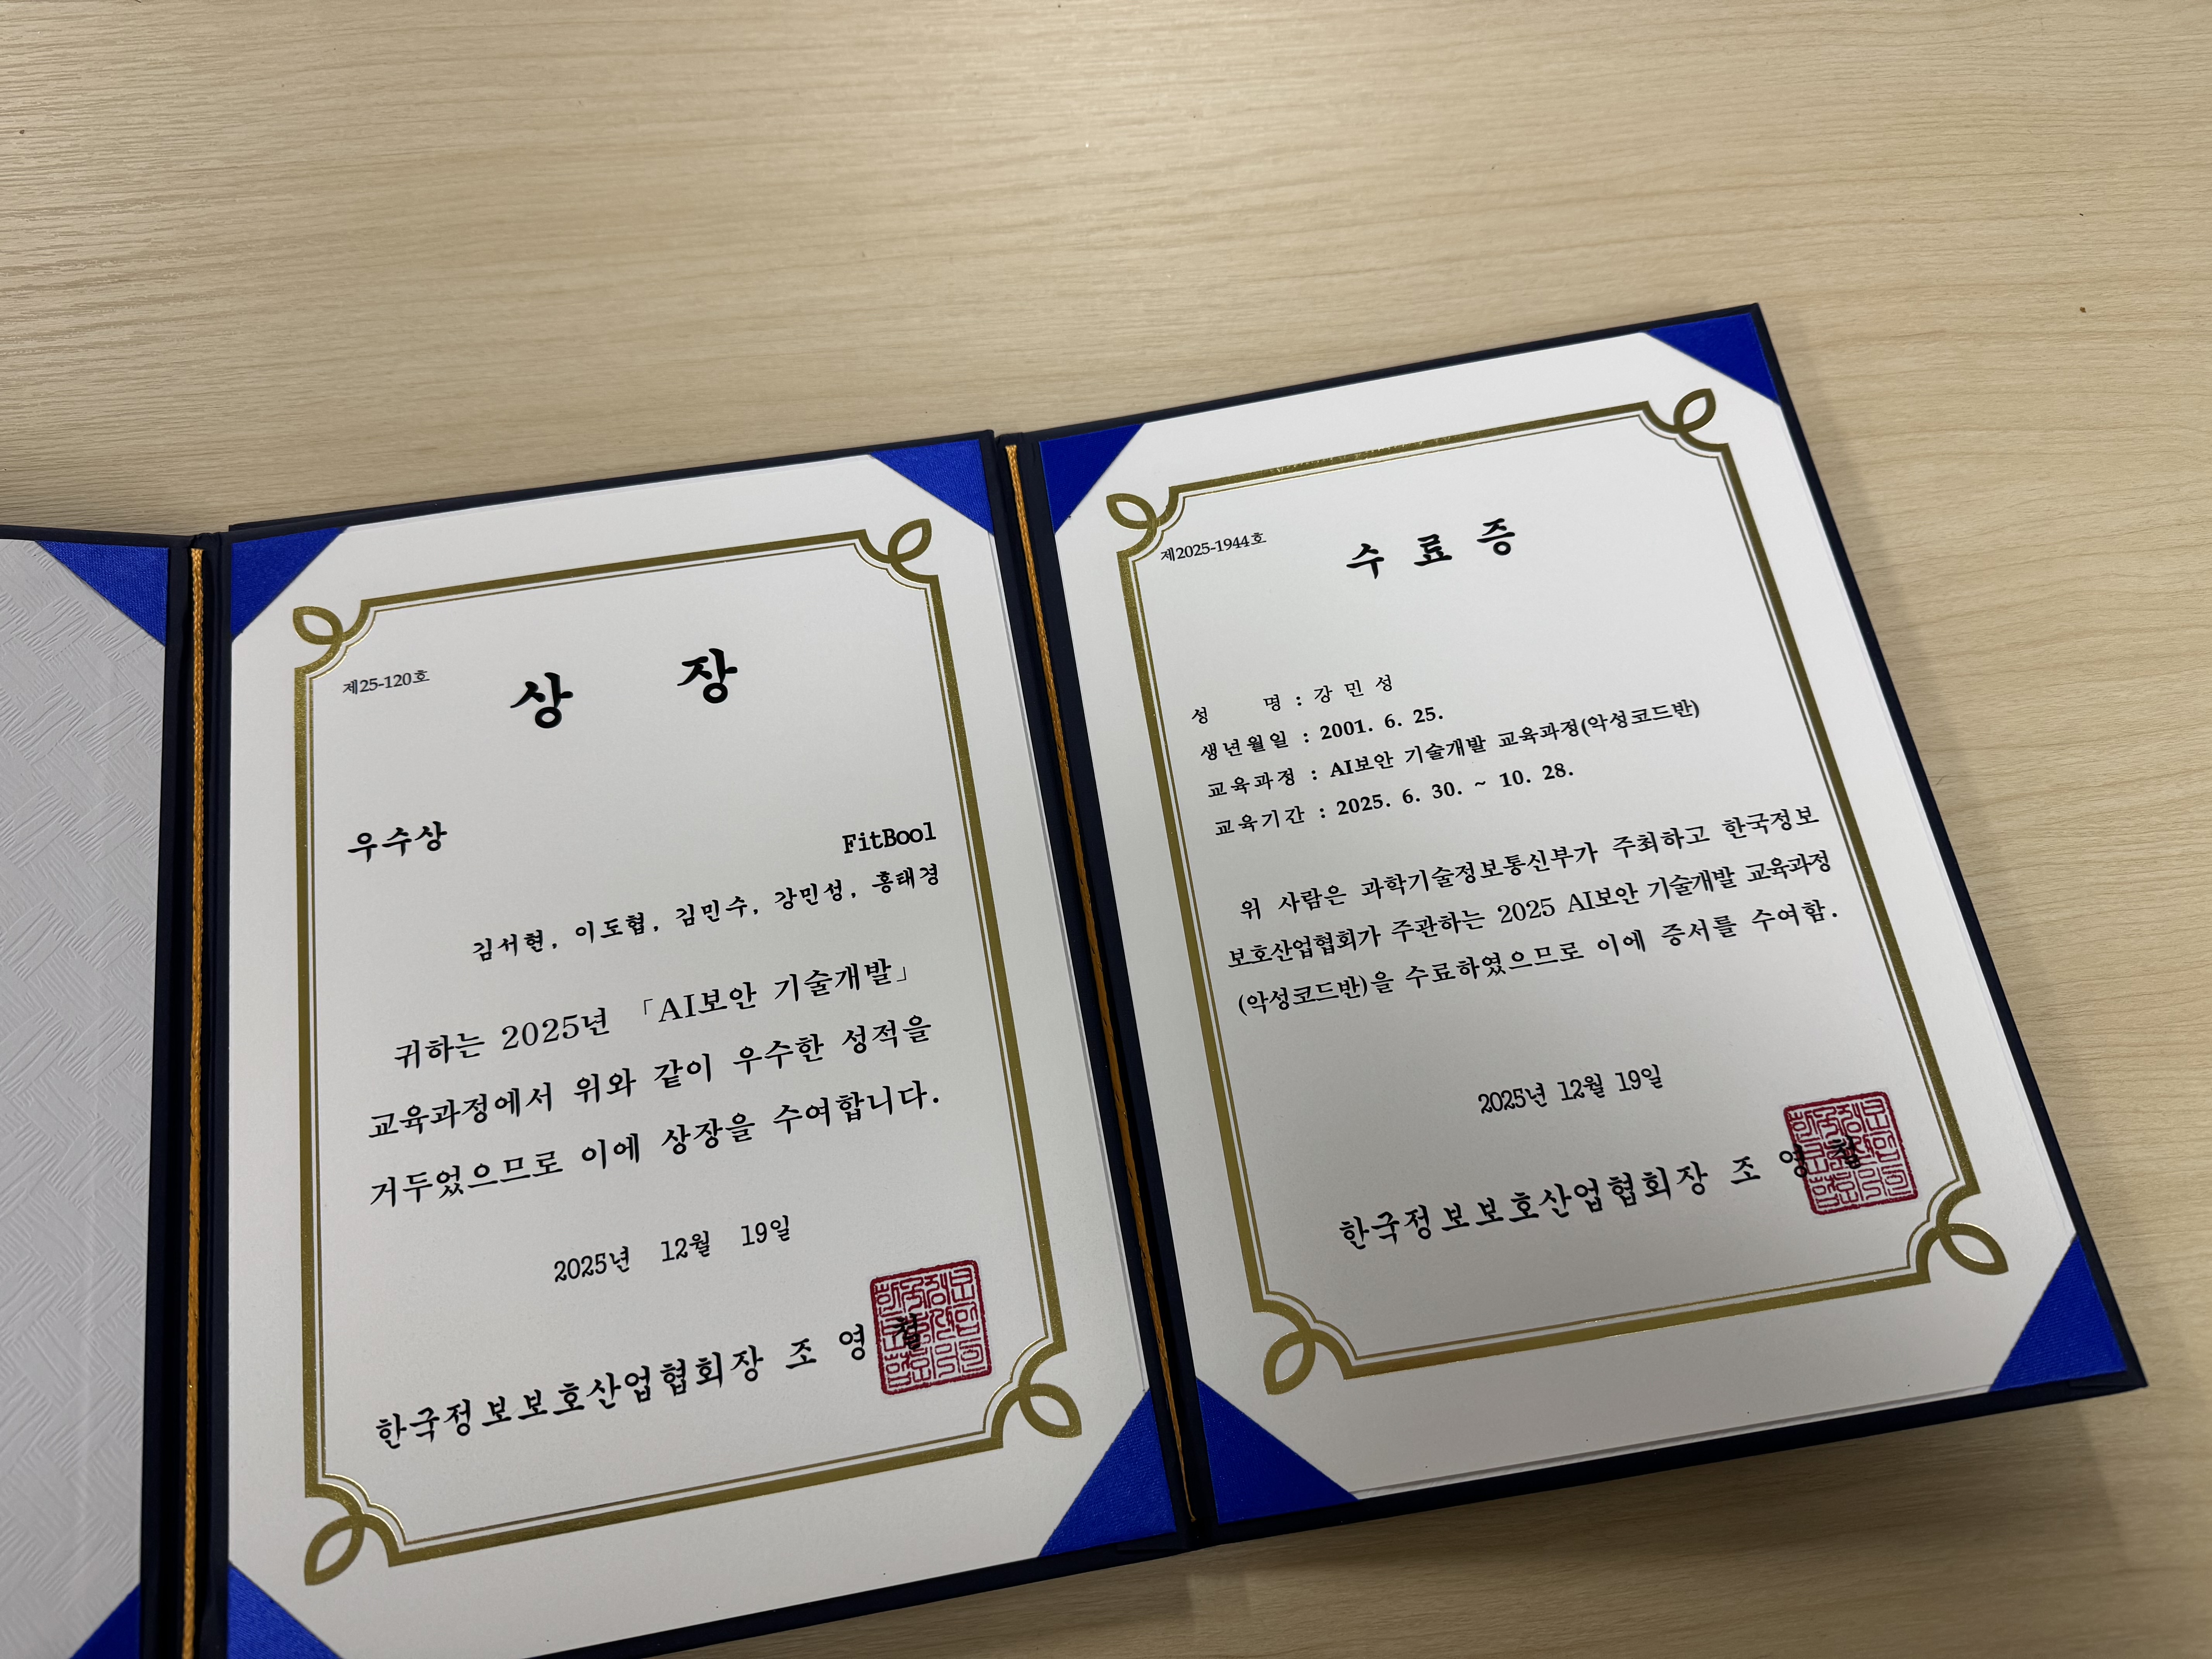 제25-120호
상 장
우수상
FitBool
김서현, 이도협, 김민수, 강민성, 홍태경
귀하는 2025년 「AI보안 기술개발」
교육과정에서 위와 같이 우수한 성적을
거두었으므로 이에 상장을 수여합니다.
2025년 12월 19일
한국정보보호산업협회장 조 영 철
제2025-1944호
수 료 증
성 명 : 강 민 성
생년월일 : 2001. 6. 25.
교육과정 : AI보안 기술개발 교육과정(악성코드반)
교육기간 : 2025. 6. 30. ~ 10. 28.
위 사람은 과학기술정보통신부가 주최하고 한국정보
보호산업협회가 주관하는 2025 AI보안 기술개발 교육과정
(악성코드반)을 수료하였으므로 이에 증서를 수여함.
2025년 12월 19일
한국정보보호산업협회장 조 영 철